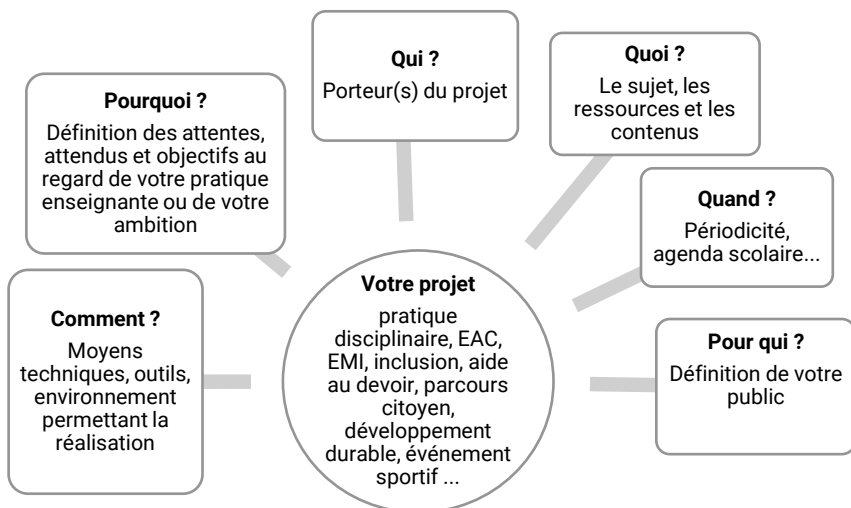 Qui ?
Porteur(s) du projet
Quoi ?
Le sujet, les
ressources et les
contenus
Pourquoi ?
Définition des attentes,
attendus et objectifs au
regard de votre pratique
enseignante ou de votre
ambition
Quand ?
Périodicité,
agenda scolaire...
Votre projet
pratique
disciplinaire, EAC,
EMI, inclusion, aide
au devoir, parcours
citoyen,
développement
durable, événement
sportif ...
Comment ?
Moyens
techniques, outils,
environnement
permettant la
réalisation
Pour qui ?
Définition de votre
public